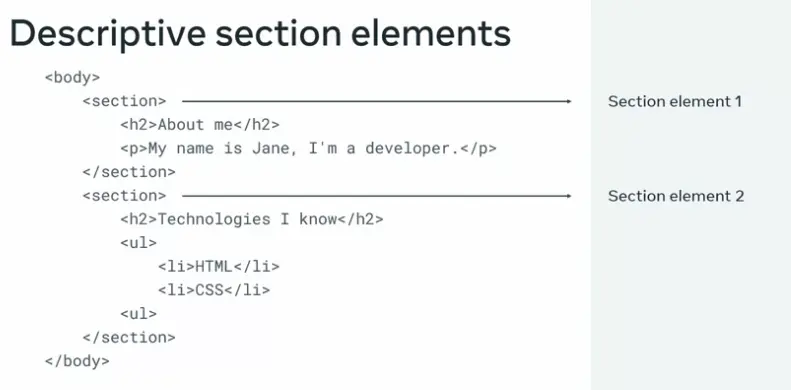 Descriptive section elements
<body>
<section>
Section element 1
<h2>About me</h2>
<p>My name is Jane, I'm a developer.</p>
</section>
<section>
Section element 2
<h2>Technologies I know</h2>
<ul>
<li>HTML</li>
<li>CSS</li>
<ul>
</section>
</body>